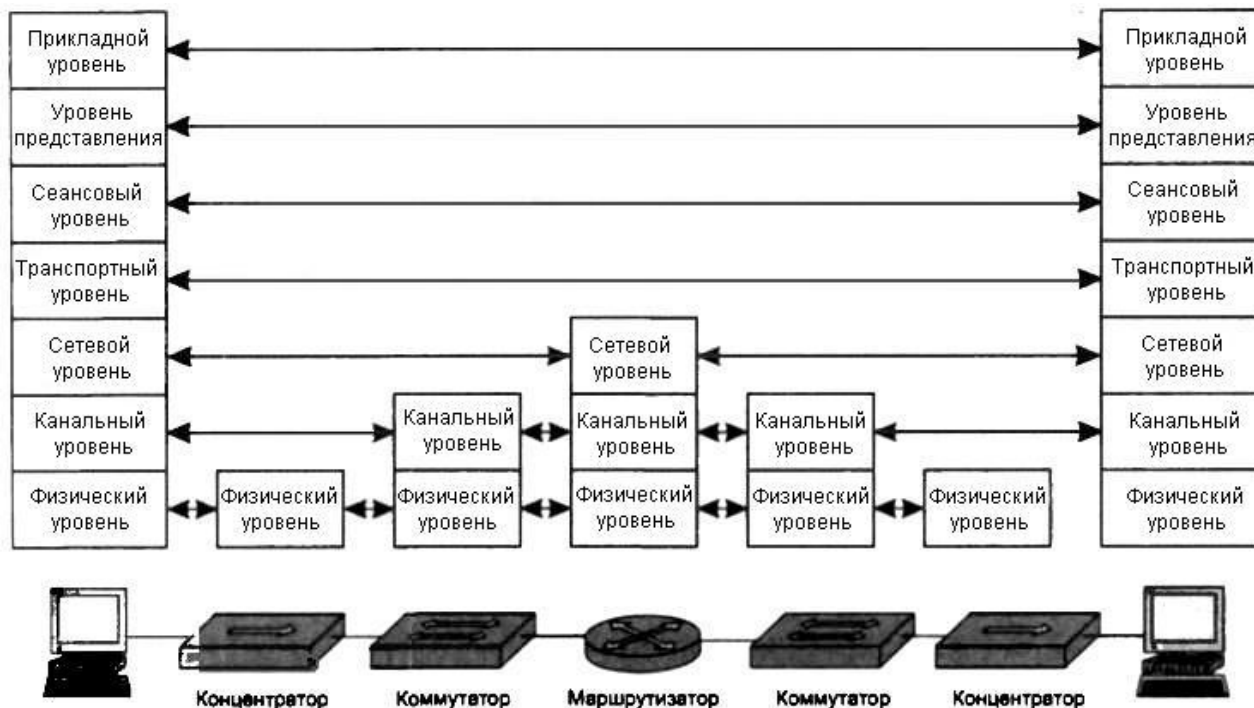 Прикладной
уровень
Прикладной
уровень
Уровень
представления
Уровень
представления
Сеансовый
уровень
Сеансовый
уровень
Транспортный
уровень
Транспортный
уровень
Сетевой
уровень
Сетевой
уровень
Сетевой
уровень
Канальный
уровень
Канальный
уровень
Канальный
уровень
Канальный
уровень
Канальный
уровень
Физический
уровень
Физический
уровень
Физический
уровень
Физический
уровень
Физический
уровень
Физический
уровень
Физический
уровень
Концентратор
Коммутатор
Маршрутизатор
Коммутатор
Концентратор